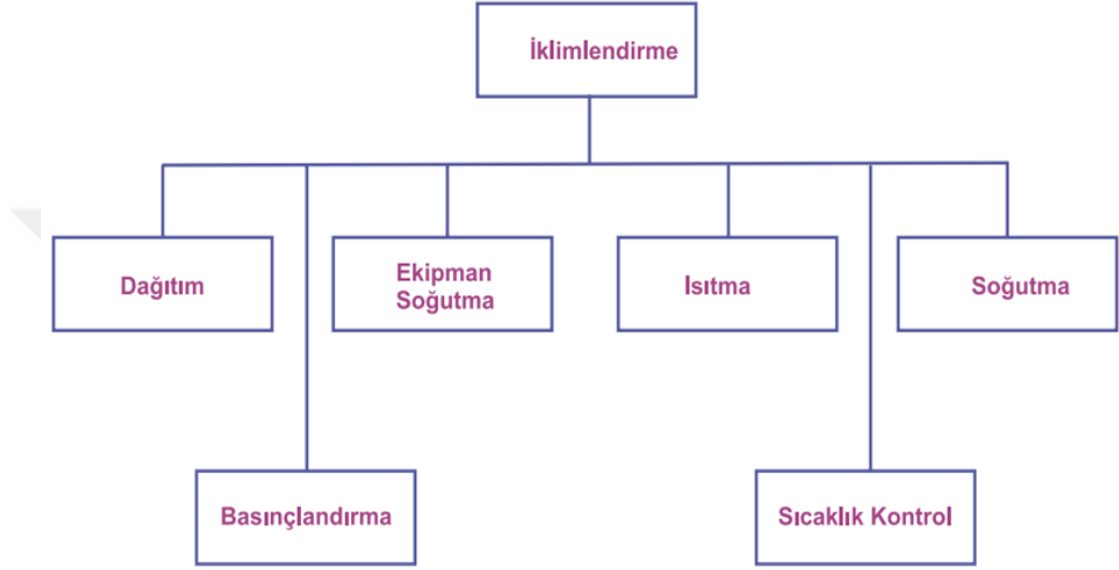 İklimlendirme
Dağıtım
Ekipman
Soğutma
Isıtma
Soğutma
Basınçlandırma
Sıcaklık Kontrol